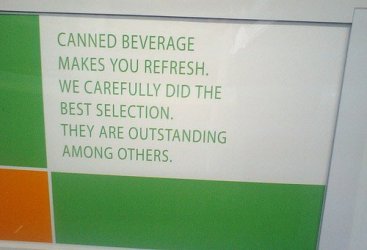 CANNED BEVERAGE
MAKES YOU REFRESH.
WE CAREFULLY DID THE
BEST SELECTION.
THEY ARE OUTSTANDING
AMONG OTHERS.